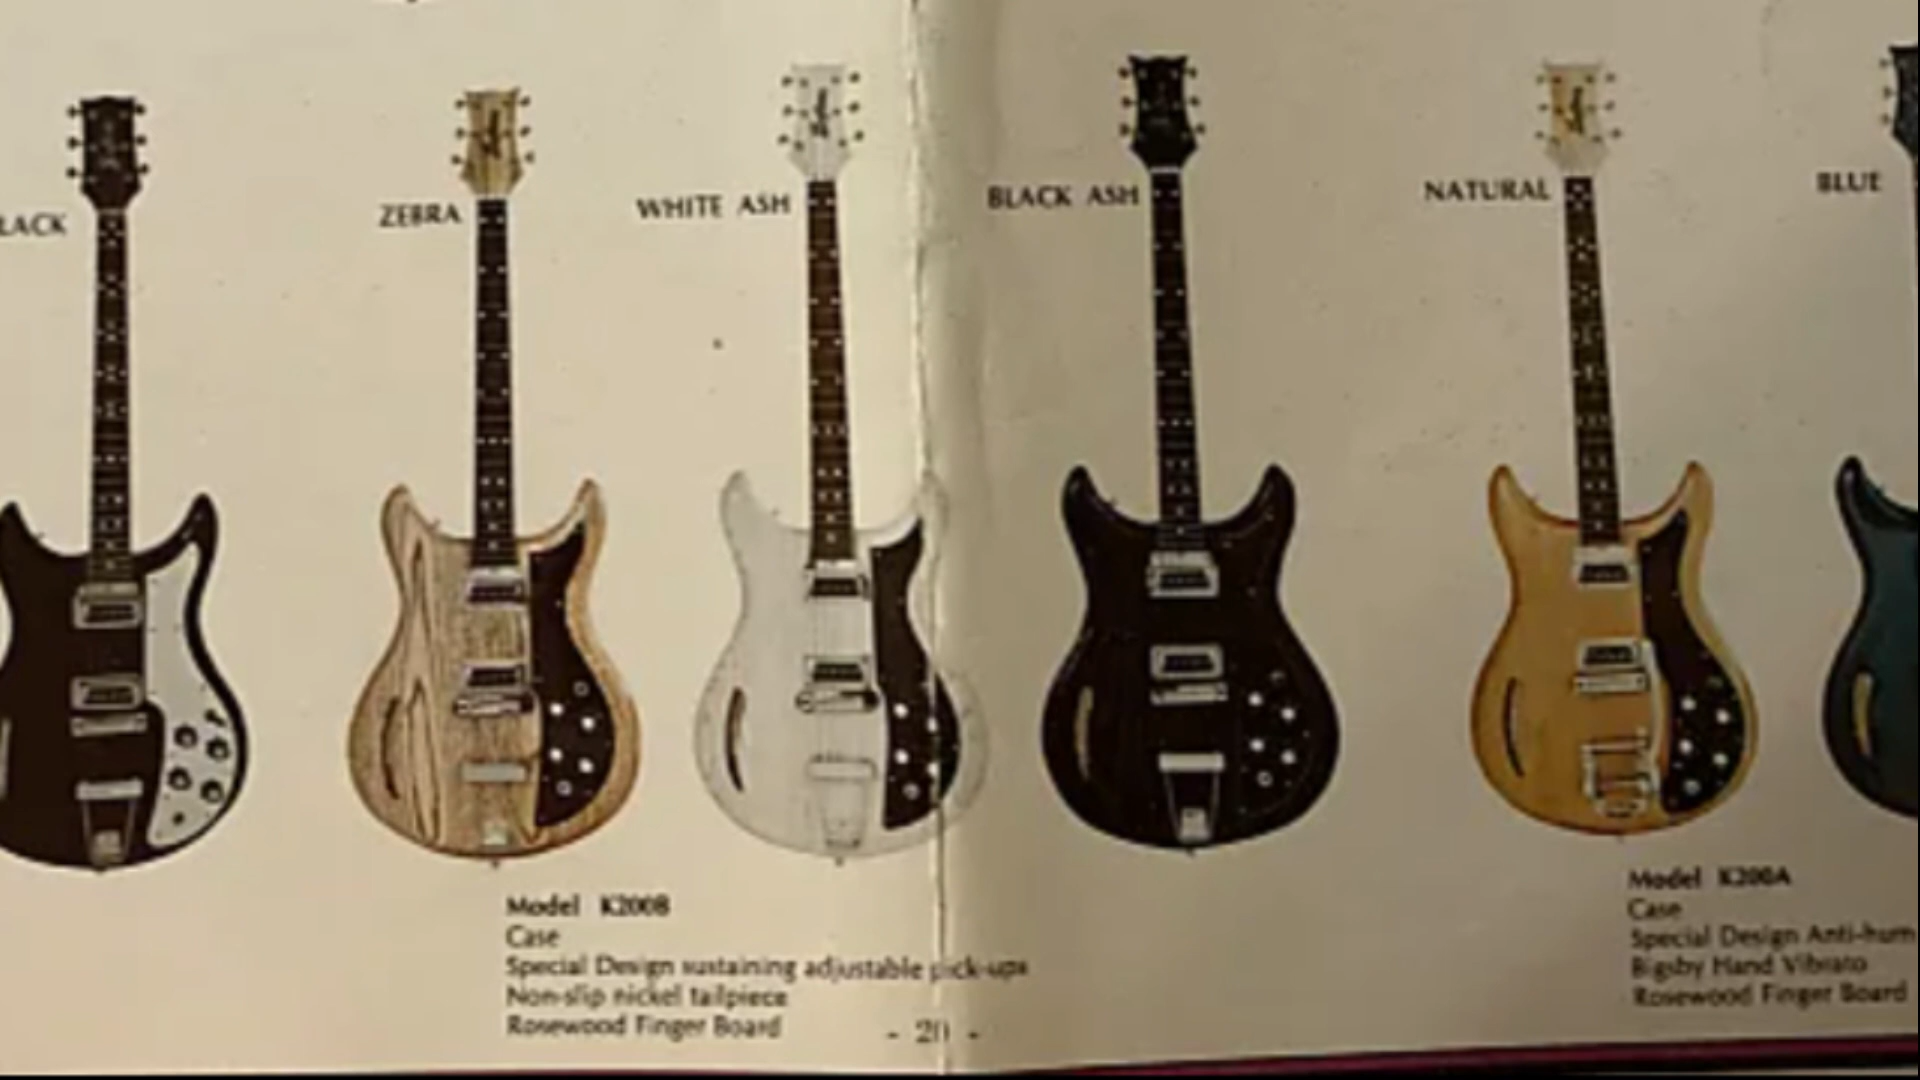 LACK
ZEBRA
WHITE ASH
BLACK ASH
NATURAL
BLUE
Model K200B
Case
Special Design sustaining adjustable pick-ups
Non-slip nickel tailpiece
Rosewood Finger Board
- 20 -
Model K200A
Case
Special Design Anti-hum
Bigsby Hand Vibrato
Rosewood Finger Board